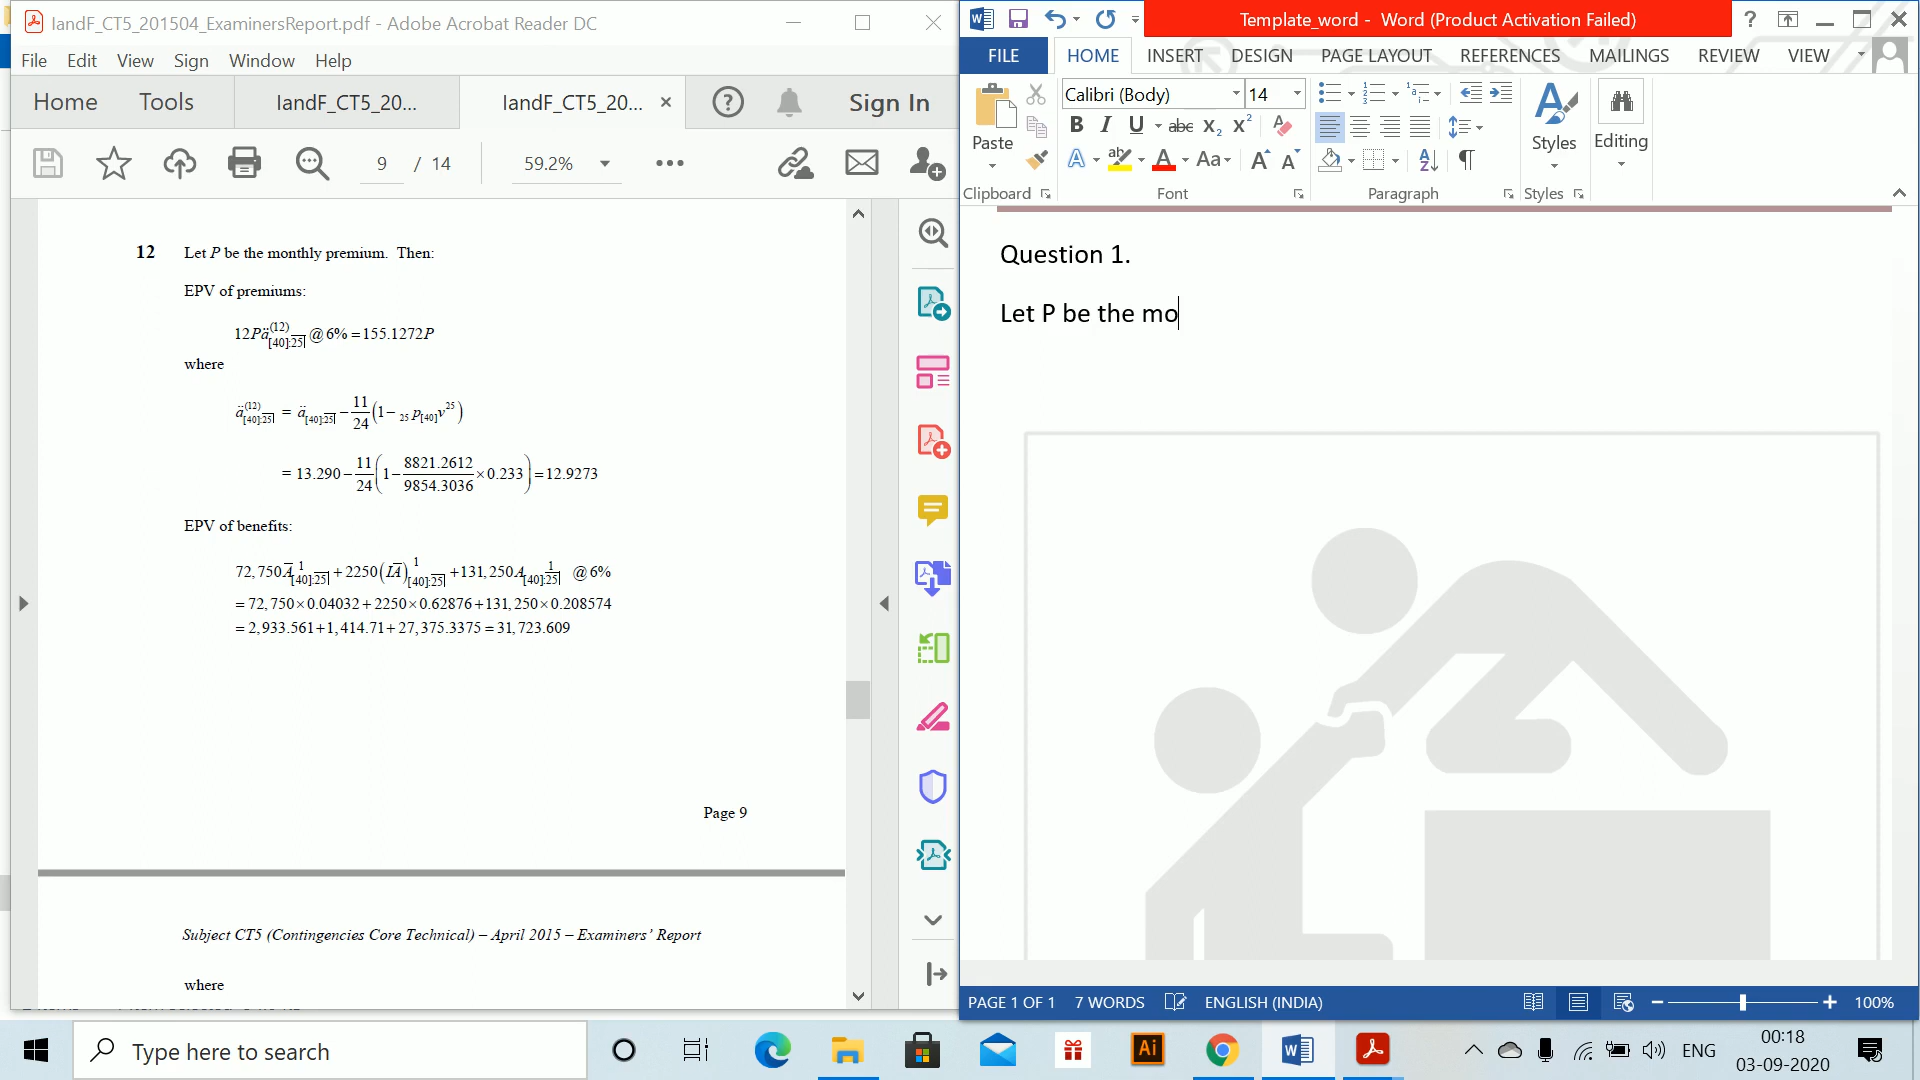 IandF_CT5_201504_ExaminersReport.pdf - Adobe Acrobat Reader DC
File Edit View Sign Window Help
Home Tools IandF_CT5_20... IandF_CT5_20... × Sign In
9 / 14 59.2%
12 Let P be the monthly premium. Then:
EPV of premiums:
12Pä^(12)_[40]:25| @6% = 155.1272P
where
ä^(12)_[40]:25| = ä_[40]:25| − 11/24 (1 − 25p[40]v^25)
= 13.290 − 11/24 (1 − 8821.2612/9854.3036 × 0.233) = 12.9273
EPV of benefits:
72,750Ā^1_[40]:25| + 2250(IĀ)^1_[40]:25| + 131,250A_[40]:25|^1 @6%
= 72,750×0.04032 + 2250×0.62876 + 131,250×0.208574
= 2,933.561 + 1,414.71 + 27,375.3375 = 31,723.609
Page 9
Subject CT5 (Contingencies Core Technical) – April 2015 – Examiners’ Report
where
Template_word - Word (Product Activation Failed)
FILE HOME INSERT DESIGN PAGE LAYOUT REFERENCES MAILINGS REVIEW VIEW
Calibri (Body) 14
Paste Styles Editing
Clipboard Font Paragraph Styles
Question 1.
Let P be the mo
PAGE 1 OF 1 7 WORDS ENGLISH (INDIA) 100%
Type here to search
Ai
ENG
00:18
03-09-2020